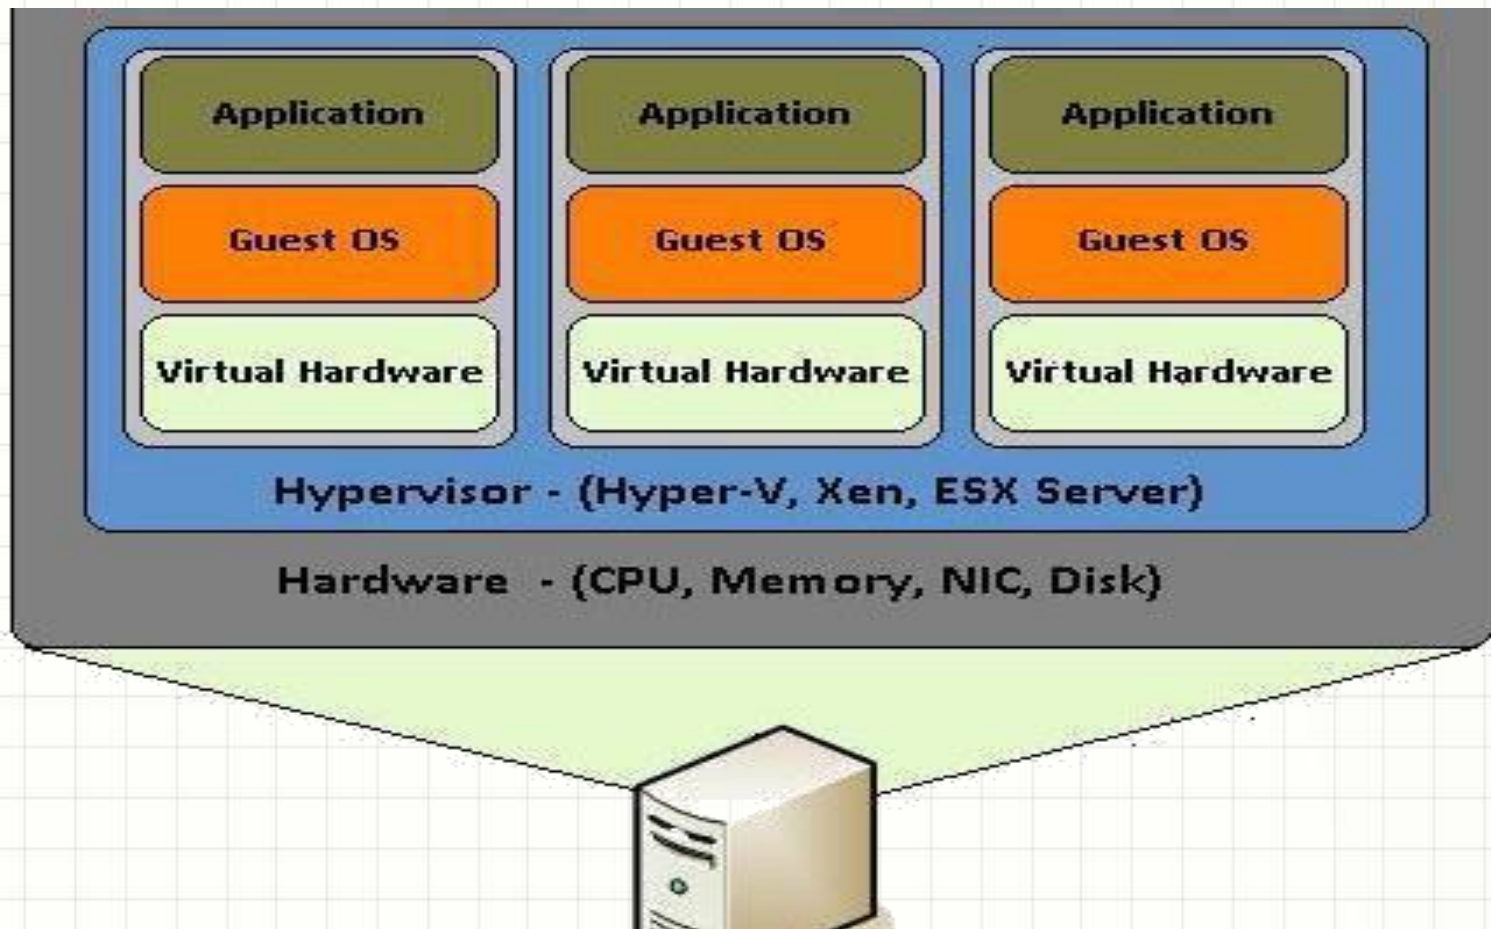 Application Application Application
Guest OS Guest OS Guest OS
Virtual Hardware Virtual Hardware Virtual Hardware
Hypervisor - (Hyper-V, Xen, ESX Server)
Hardware - (CPU, Memory, NIC, Disk)